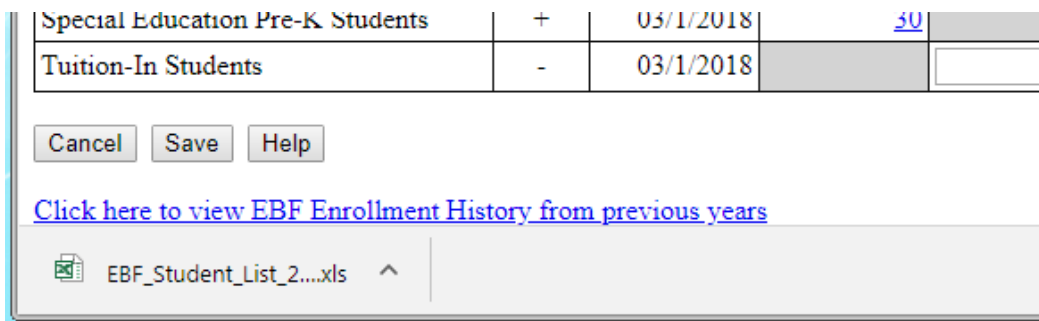 Special Education Pre-K Students + 03/1/2018 30
Tuition-In Students - 03/1/2018
Cancel Save Help
Click here to view EBF Enrollment History from previous years
EBF_Student_List_2....xls